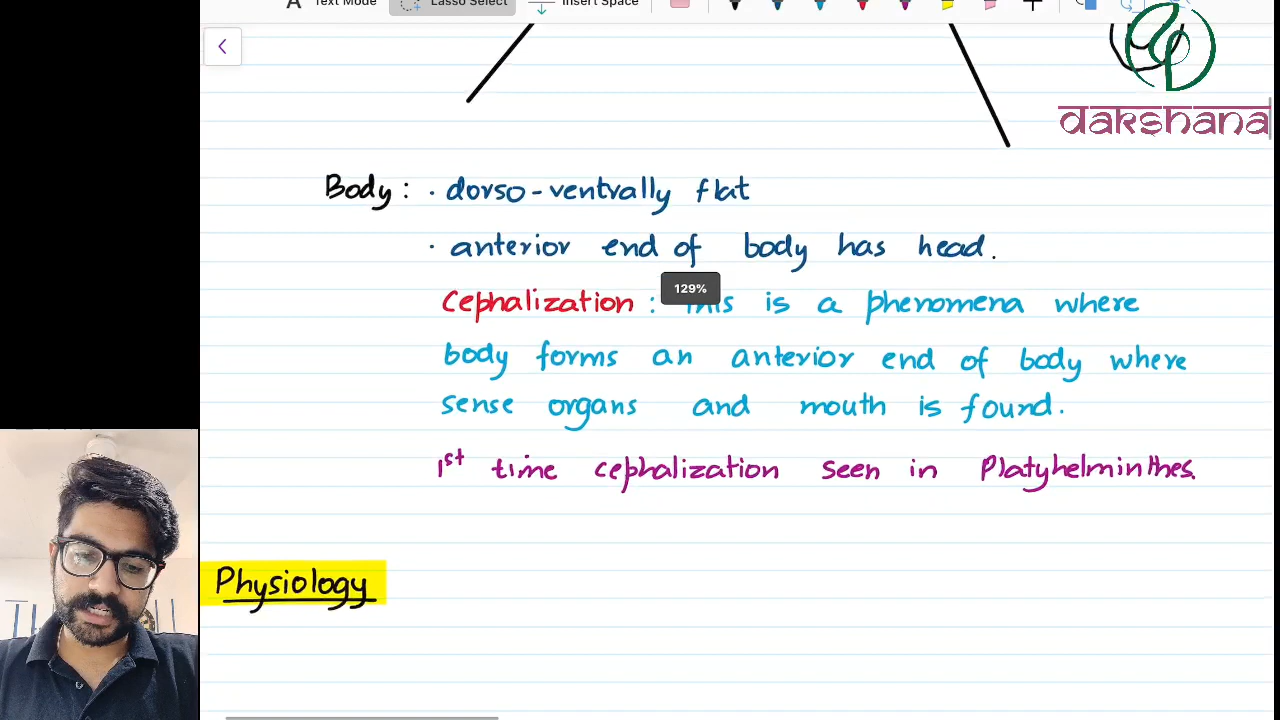 Text Mode
Lasso Select
Insert Space
dakshana
Body : · dorso-ventrally flat
· anterior end of body has head.
129%
Cephalization : This is a phenomena where
body forms an anterior end of body where
sense organs and mouth is found.
1st time cephalization seen in Platyhelminthes.
Physiology